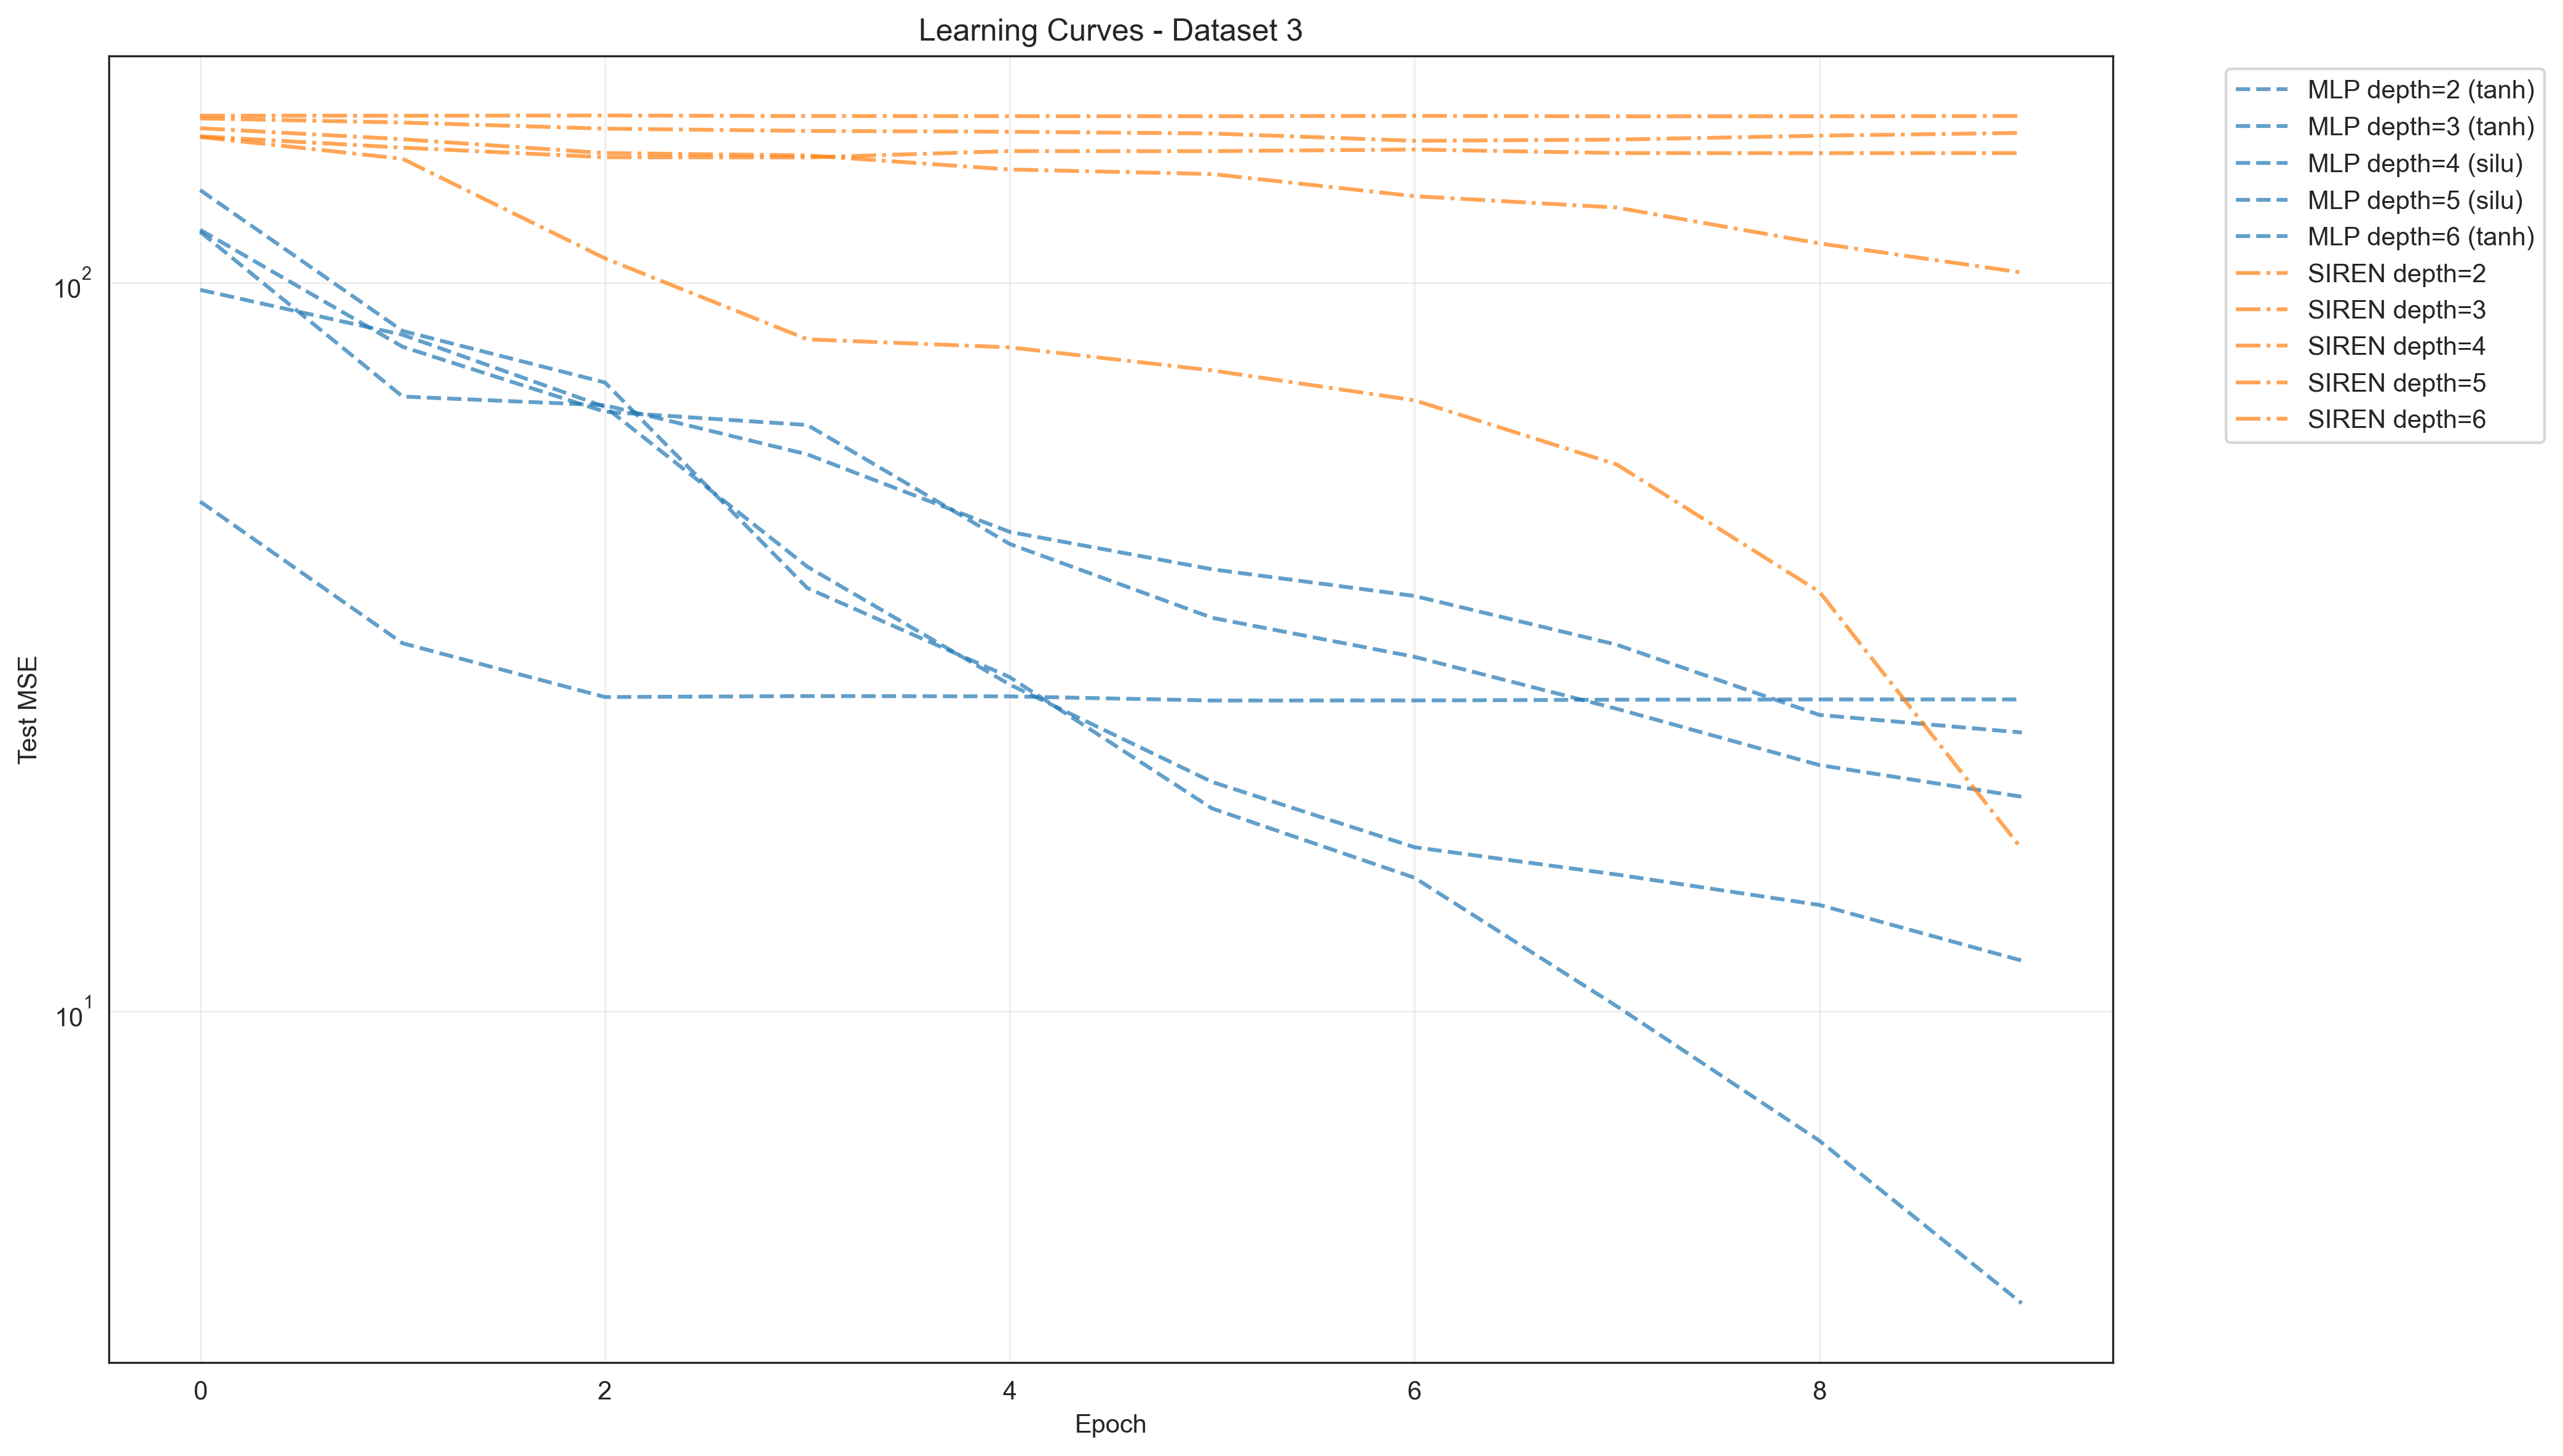 Learning Curves - Dataset 3
Test MSE
10²
10¹
0 2 4 6 8
Epoch
MLP depth=2 (tanh)
MLP depth=3 (tanh)
MLP depth=4 (silu)
MLP depth=5 (silu)
MLP depth=6 (tanh)
SIREN depth=2
SIREN depth=3
SIREN depth=4
SIREN depth=5
SIREN depth=6